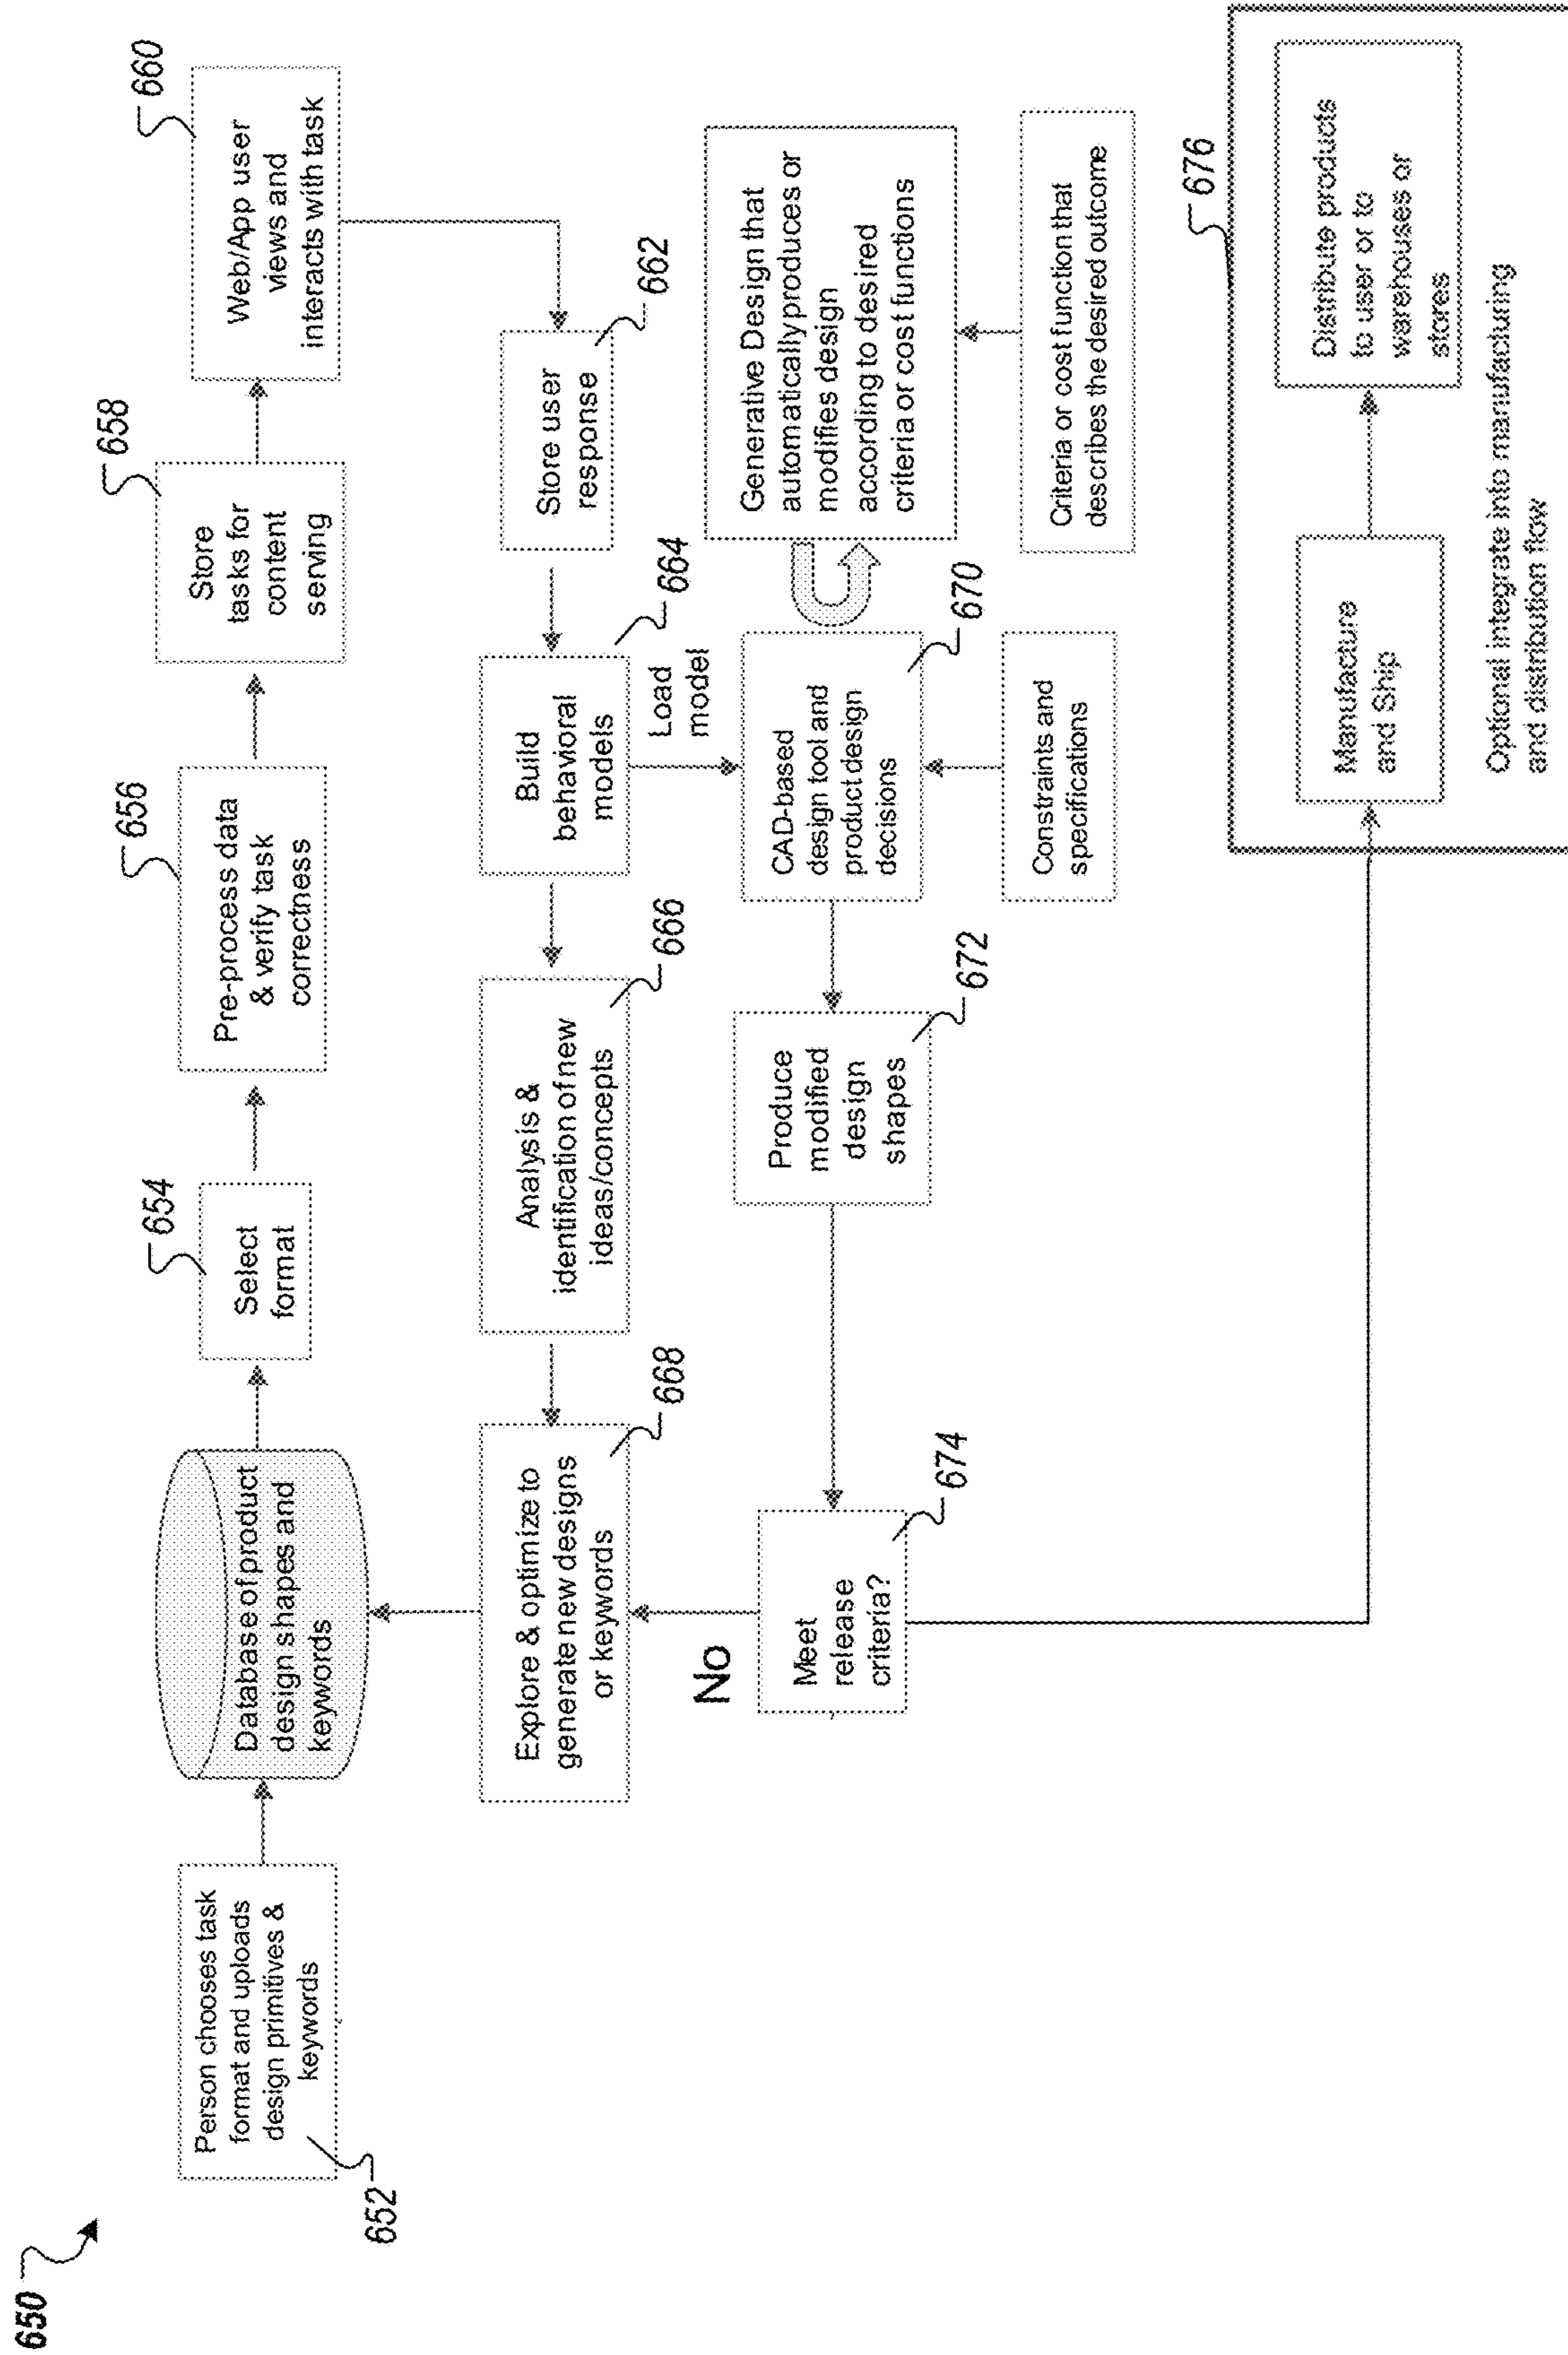 650
652
Person chooses task
format and uploads
design primitives &
keywords
Database of product
design shapes and
keywords
654
Select
format
656
Pre-process data
& verify task
correctness
658
Store
tasks for
content
serving
660
Web/App user
views and
interacts with task
Store user
response
662
Build
behavioral
models
664
Load
model
Analysis &
identification of new
ideas/concepts
666
Explore & optimize to
generate new designs
or keywords
668
No
Meet
release
criteria?
674
Produce
modified
design
shapes
672
CAD-based
design tool and
product design
decisions
670
Constraints and
specifications
Generative Design that
automatically produces or
modifies design
according to desired
criteria or cost functions
Criteria or cost function that
describes the desired outcome
676
Manufacture
and Ship
Distribute products
to user or to
warehouses or
stores
Optional integrate into manufacturing
and distribution flow